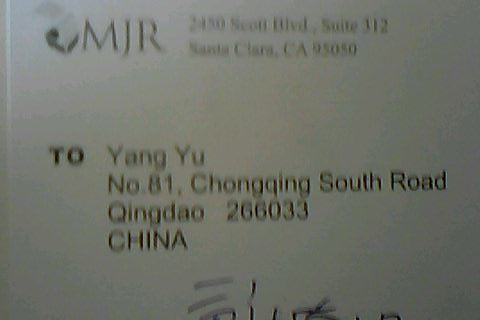 MJR
2450 Scott Blvd., Suite 312
Santa Clara, CA 95050
TO Yang Yu
No.81, Chongqing South Road
Qingdao 266033
CHINA